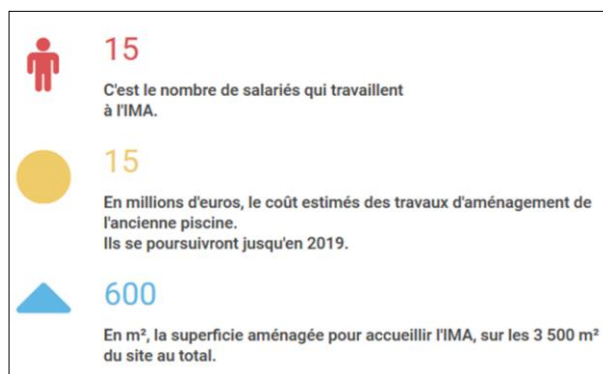 15
C'est le nombre de salariés qui travaillent
à l'IMA.
15
En millions d'euros, le coût estimés des travaux d'aménagement de
l'ancienne piscine.
Ils se poursuivront jusqu'en 2019.
600
En m², la superficie aménagée pour accueillir l'IMA, sur les 3 500 m²
du site au total.